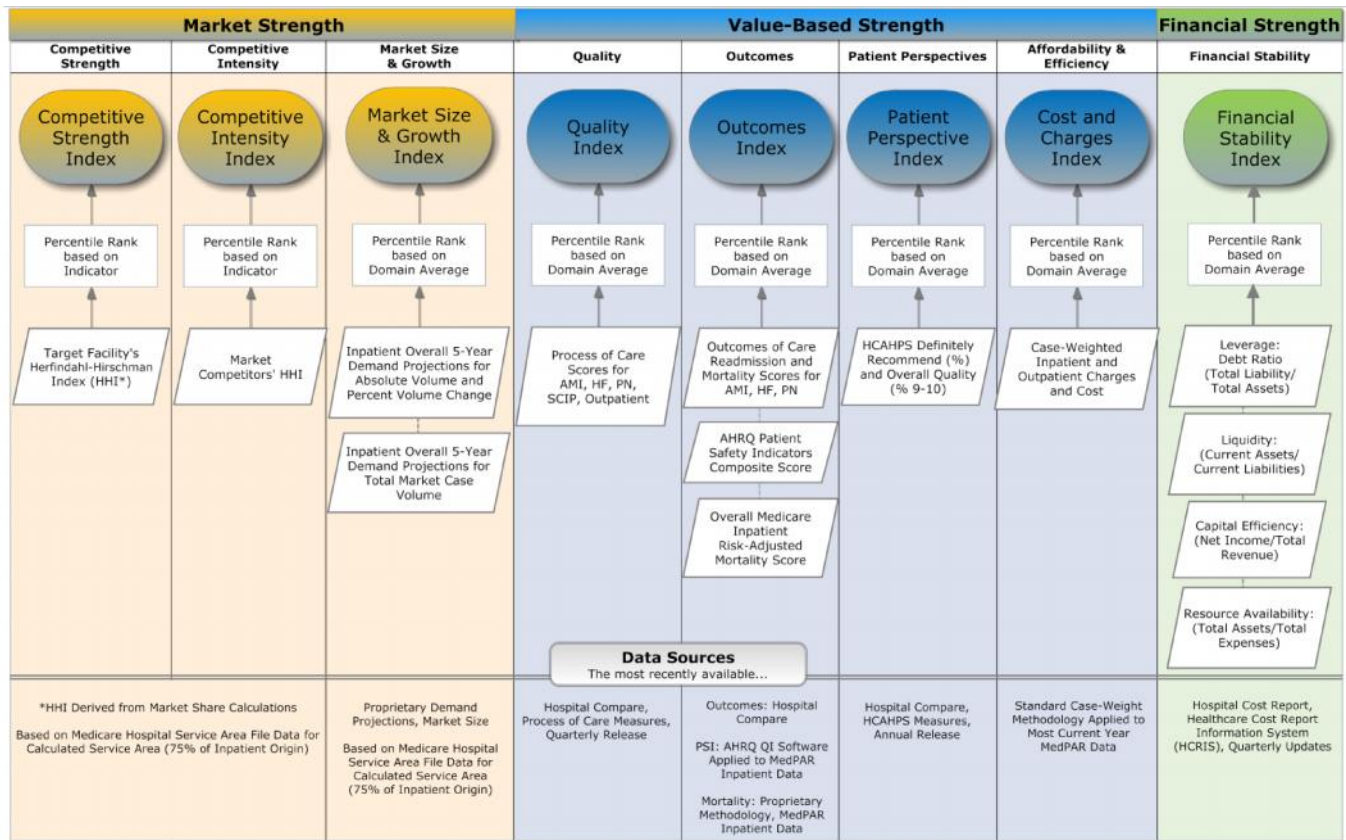 Market Strength
Value-Based Strength
Financial Strength
Competitive
Strength
Competitive
Intensity
Market Size
& Growth
Quality
Outcomes
Patient Perspectives
Affordability &
Efficiency
Financial Stability
Competitive
Strength
Index
Competitive
Intensity
Index
Market Size
& Growth
Index
Quality
Index
Outcomes
Index
Patient
Perspective
Index
Cost and
Charges
Index
Financial
Stability
Index
Percentile Rank
based on
Indicator
Percentile Rank
based on
Indicator
Percentile Rank
based on
Domain Average
Percentile Rank
based on
Domain Average
Percentile Rank
based on
Domain Average
Percentile Rank
based on
Domain Average
Percentile Rank
based on
Domain Average
Percentile Rank
based on
Domain Average
Target Facility's
Herfindahl-Hirschman
Index (HHI*)
Market
Competitors' HHI
Inpatient Overall 5-Year
Demand Projections for
Absolute Volume and
Percent Volume Change
Inpatient Overall 5-Year
Demand Projections for
Total Market Case
Volume
Process of Care
Scores for
AMI, HF, PN,
SCIP, Outpatient
Outcomes of Care
Readmission and
Mortality Scores for
AMI, HF, PN
AHRQ Patient
Safety Indicators
Composite Score
Overall Medicare
Inpatient
Risk-Adjusted
Mortality Score
HCAHPS Definitely
Recommend (%)
and Overall Quality
(% 9-10)
Case-Weighted
Inpatient and
Outpatient Charges
and Cost
Leverage:
Debt Ratio
(Total Liability/
Total Assets)
Liquidity:
(Current Assets/
Current Liabilities)
Capital Efficiency:
(Net Income/Total
Revenue)
Resource Availability:
(Total Assets/Total
Expenses)
Data Sources
The most recently available...
*HHI Derived from Market Share Calculations
Based on Medicare Hospital Service Area File Data for
Calculated Service Area (75% of Inpatient Origin)
Proprietary Demand
Projections, Market Size
Based on Medicare Hospital
Service Area File Data for
Calculated Service Area
(75% of Inpatient Origin)
Hospital Compare,
Process of Care Measures,
Quarterly Release
Outcomes: Hospital
Compare
PSI: AHRQ QI Software
Applied to MedPAR
Inpatient Data
Mortality: Proprietary
Methodology, MedPAR
Inpatient Data
Hospital Compare,
HCAHPS Measures,
Annual Release
Standard Case-Weight
Methodology Applied to
Most Current Year
MedPAR Data
Hospital Cost Report,
Healthcare Cost Report
Information System
(HCRIS), Quarterly Updates